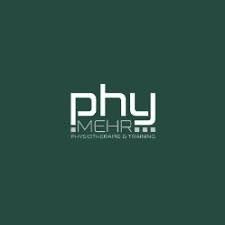 phy
MEHR...
PHYSIOTHERAPIE & TRAINING